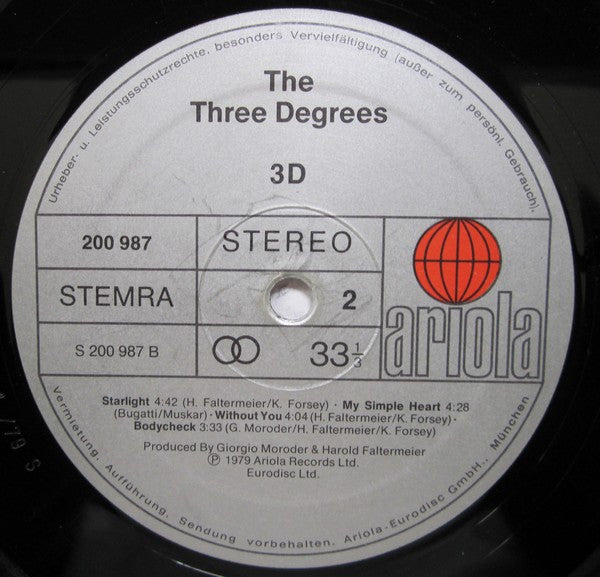 Urheber- u. Leistungsschutzrechte, besonders Vervielfältigung (außer zum persönl. Gebrauch),
The
Three Degrees
3D
200 987
STEREO
STEMRA
2
S 200 987 B
33 1/3
ariola
Starlight 4:42 (H. Faltermeier/K. Forsey) · My Simple Heart 4:28
(Bugatti/Muskar) · Without You 4:04 (H. Faltermeier/K. Forsey) ·
Bodycheck 3:33 (G. Moroder/H. Faltermeier/K. Forsey)
Produced By Giorgio Moroder & Harold Faltermeier
Ⓟ 1979 Ariola Records Ltd.
Eurodisc Ltd.
Vermietung, Aufführung, Sendung vorbehalten. Ariola-Eurodisc GmbH., München